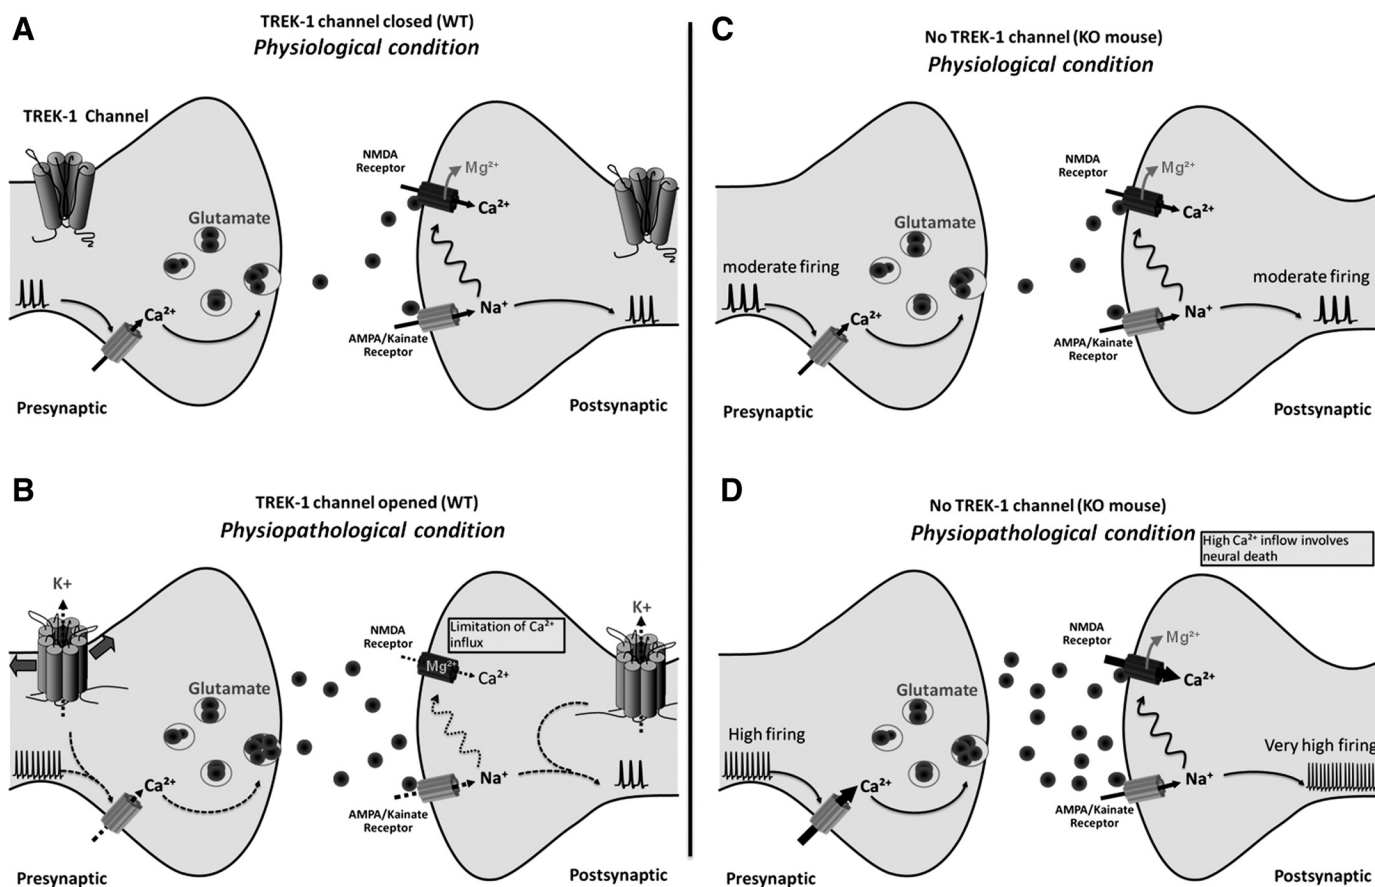 A
TREK-1 channel closed (WT)
Physiological condition
TREK-1 Channel
NMDA
Receptor
Mg²⁺
Ca²⁺
Glutamate
Ca²⁺
Na⁺
AMPA/Kainate
Receptor
Presynaptic
Postsynaptic
B
TREK-1 channel opened (WT)
Physiopathological condition
K+
K+
NMDA
Receptor
Limitation of Ca²⁺
influx
Mg²⁺
Ca²⁺
Glutamate
Ca²⁺
Na⁺
AMPA/Kainate
Receptor
Presynaptic
Postsynaptic
C
No TREK-1 channel (KO mouse)
Physiological condition
NMDA
Receptor
Mg²⁺
Ca²⁺
Glutamate
moderate firing
moderate firing
Ca²⁺
Na⁺
AMPA/Kainate
Receptor
Presynaptic
Postsynaptic
D
No TREK-1 channel (KO mouse)
Physiopathological condition
High Ca²⁺ inflow involves
neural death
NMDA
Receptor
Mg²⁺
Ca²⁺
Glutamate
High firing
Very high firing
Ca²⁺
Na⁺
AMPA/Kainate
Receptor
Presynaptic
Postsynaptic